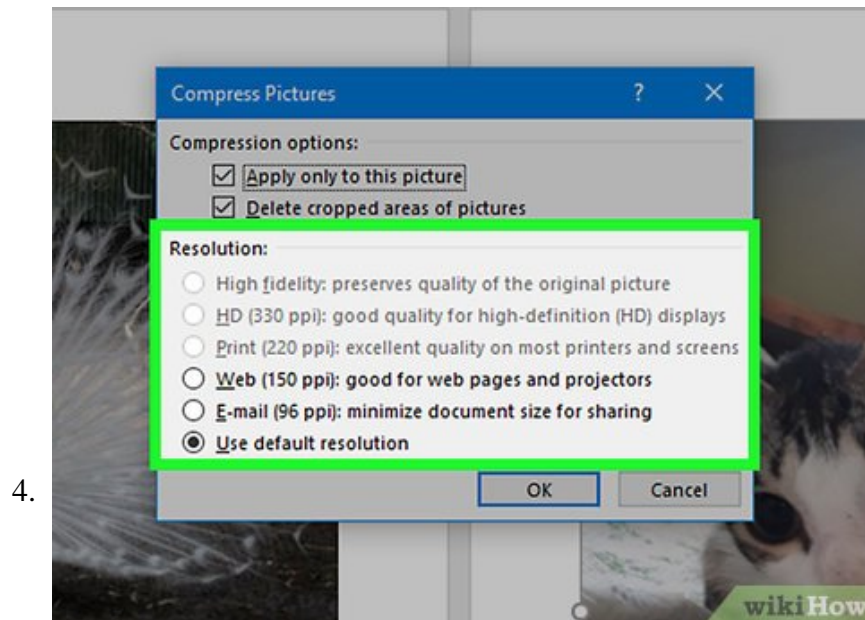 Compress Pictures ? ×
Compression options:
Apply only to this picture
Delete cropped areas of pictures
Resolution:
High fidelity: preserves quality of the original picture
HD (330 ppi): good quality for high-definition (HD) displays
Print (220 ppi): excellent quality on most printers and screens
Web (150 ppi): good for web pages and projectors
E-mail (96 ppi): minimize document size for sharing
Use default resolution
4.
OK Cancel
wikiHow